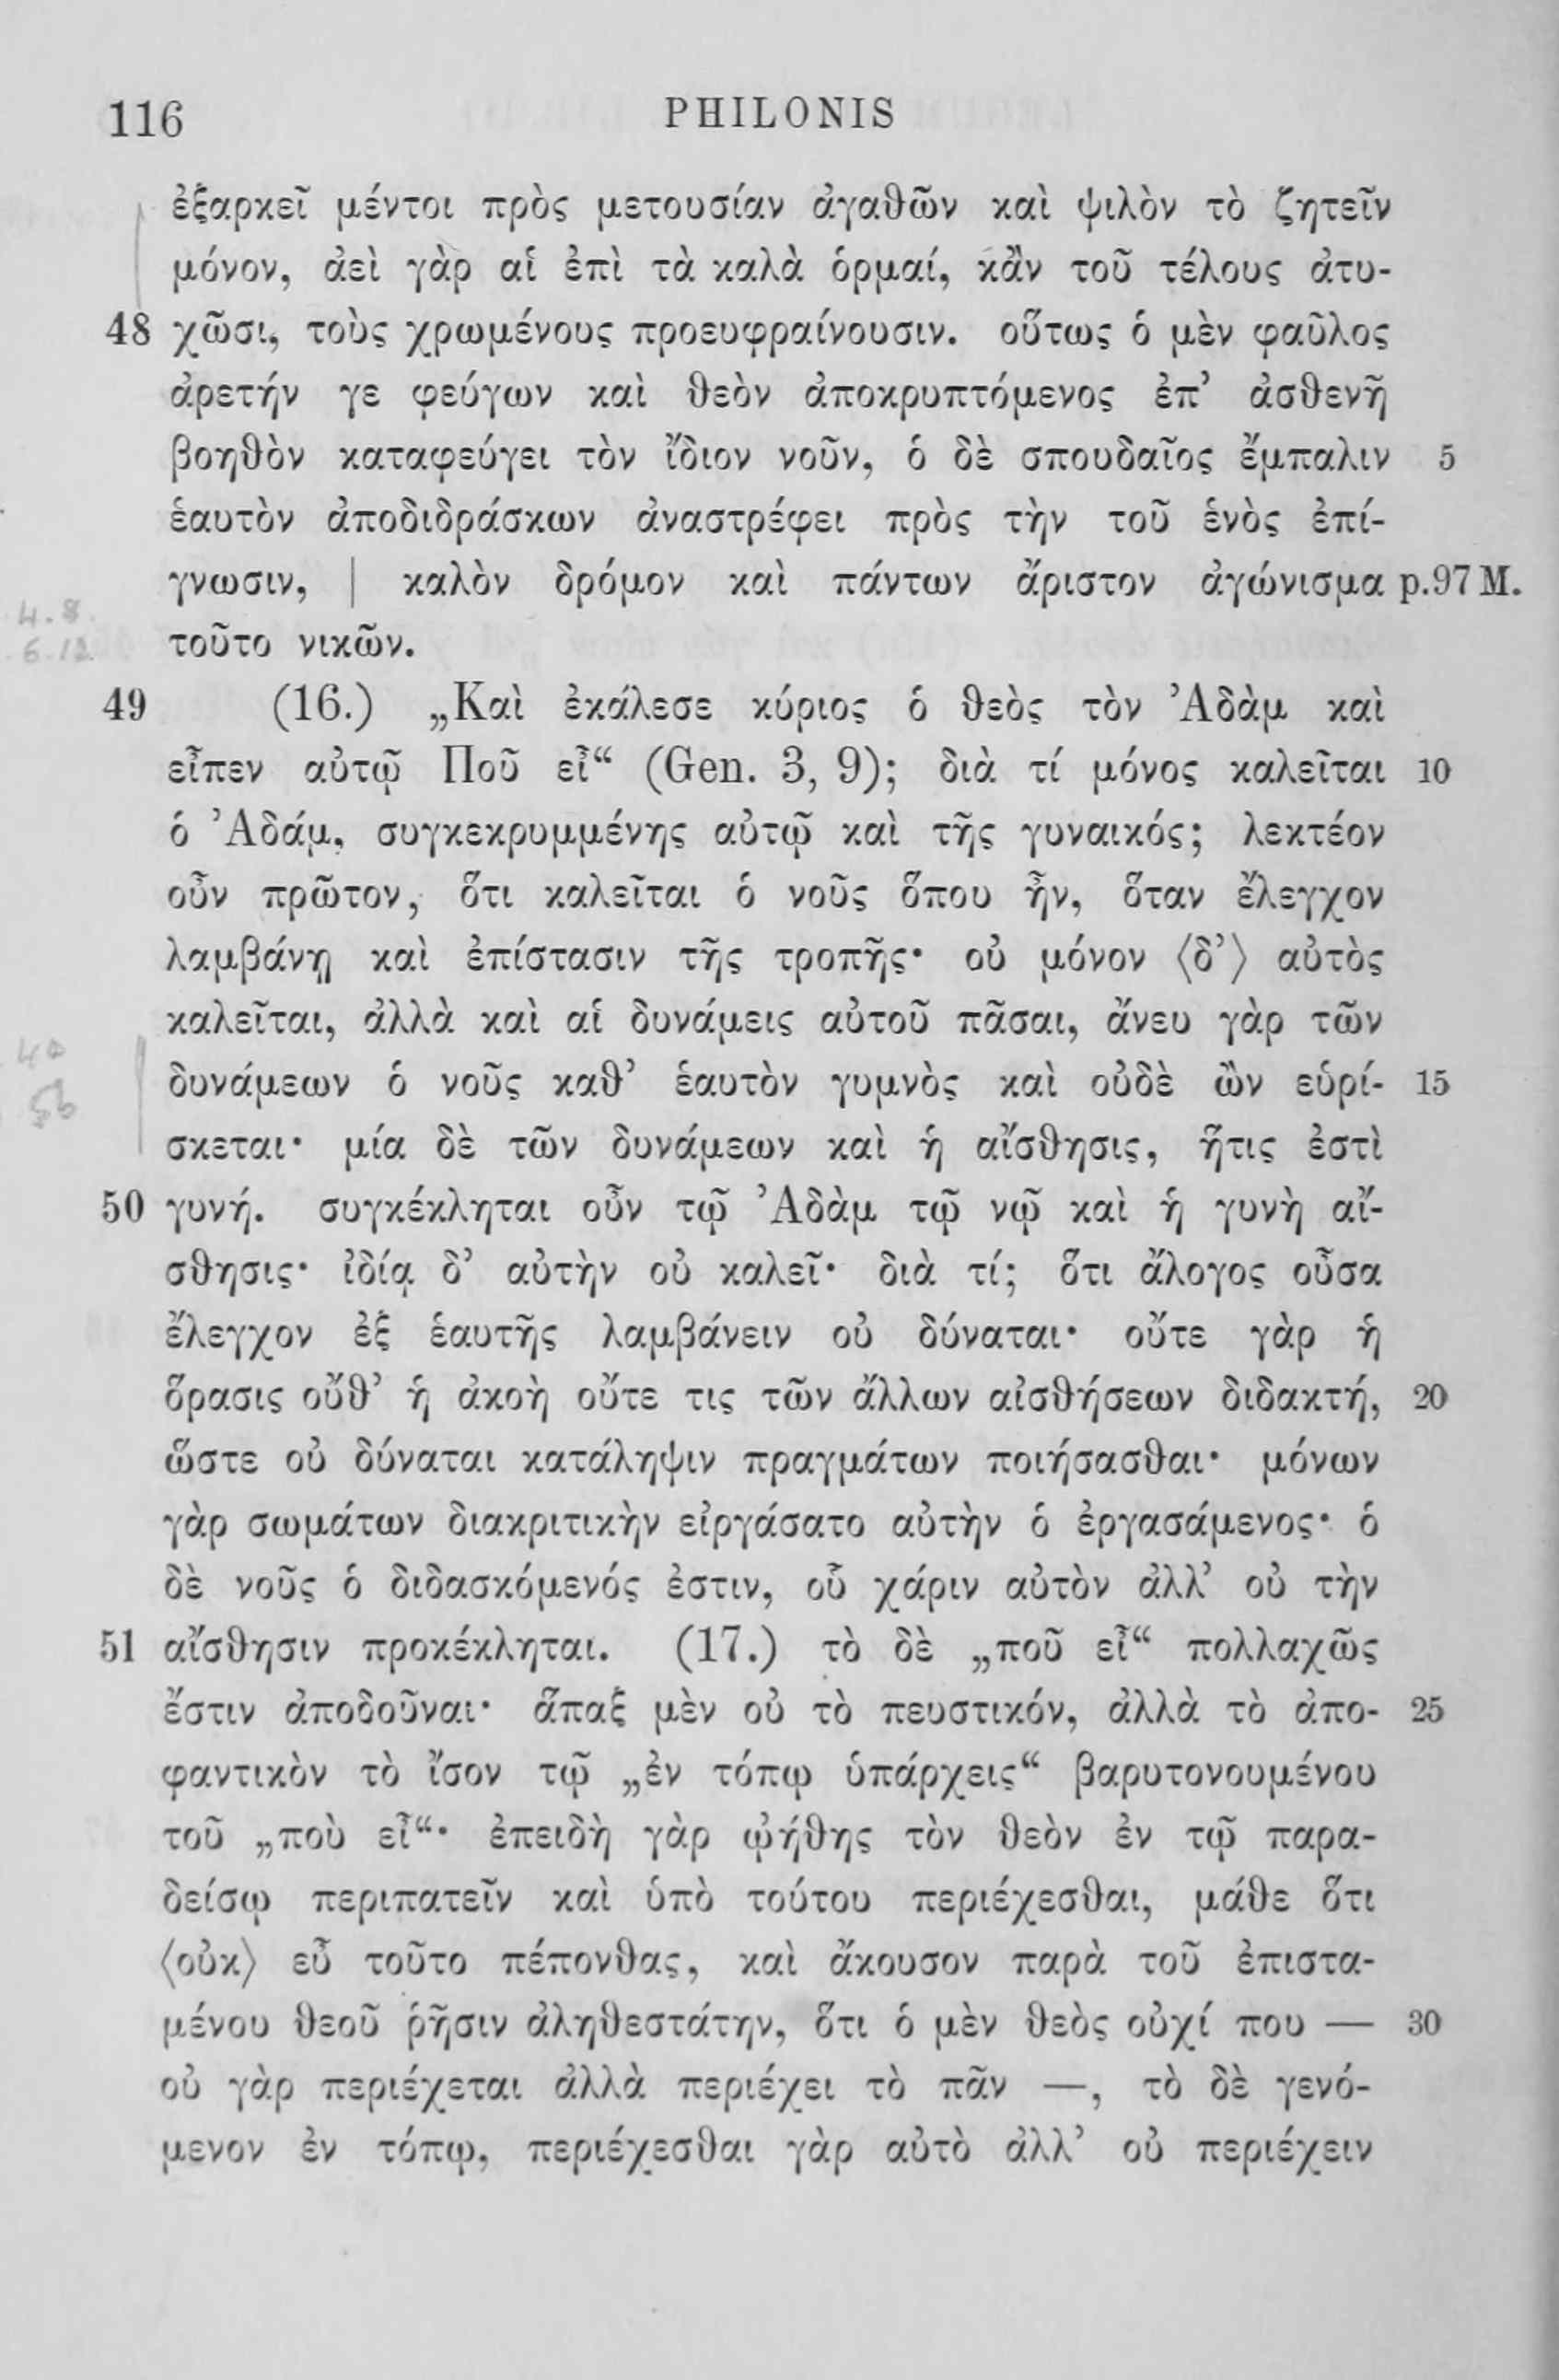 116 PHILONIS
ἐξαρκεῖ μέντοι πρὸς μετουσίαν ἀγαθῶν καὶ ψιλὸν τὸ ζητεῖν
μόνον, ἀεὶ γὰρ αἱ ἐπὶ τὰ καλὰ ὁρμαί, κἂν τοῦ τέλους ἀτυ-
48 χῶσι, τοὺς χρωμένους προευφραίνουσιν. οὕτως ὁ μὲν φαῦλος
ἀρετήν γε φεύγων καὶ θεὸν ἀποκρυπτόμενος ἐπ’ ἀσθενῆ
βοηθὸν καταφεύγει τὸν ἴδιον νοῦν, ὁ δὲ σπουδαῖος ἔμπαλιν 5
ἑαυτὸν ἀποδιδράσκων ἀναστρέφει πρὸς τὴν τοῦ ἑνὸς ἐπί-
γνωσιν, | καλὸν δρόμον καὶ πάντων ἄριστον ἀγώνισμα p.97 M.
4.8.
τοῦτο νικῶν.
6.12.
49 (16.) „Καὶ ἐκάλεσε κύριος ὁ θεὸς τὸν Ἀδὰμ καὶ
εἶπεν αὐτῷ Ποῦ εἶ“ (Gen. 3, 9); διὰ τί μόνος καλεῖται 10
ὁ Ἀδάμ, συγκεκρυμμένης αὐτῷ καὶ τῆς γυναικός; λεκτέον
οὖν πρῶτον, ὅτι καλεῖται ὁ νοῦς ὅπου ἦν, ὅταν ἔλεγχον
λαμβάνῃ καὶ ἐπίστασιν τῆς τροπῆς· οὐ μόνον ⟨δ’⟩ αὐτὸς
καλεῖται, ἀλλὰ καὶ αἱ δυνάμεις αὐτοῦ πᾶσαι, ἄνευ γὰρ τῶν
δυνάμεων ὁ νοῦς καθ’ ἑαυτὸν γυμνὸς καὶ οὐδὲ ὢν εὑρί- 15
σκεται· μία δὲ τῶν δυνάμεων καὶ ἡ αἴσθησις, ἥτις ἐστὶ
50 γυνή. συγκέκληται οὖν τῷ Ἀδὰμ τῷ νῷ καὶ ἡ γυνὴ αἴ-
σθησις· ἰδίᾳ δ’ αὐτὴν οὐ καλεῖ· διὰ τί; ὅτι ἄλογος οὖσα
ἔλεγχον ἐξ ἑαυτῆς λαμβάνειν οὐ δύναται· οὔτε γὰρ ἡ
ὅρασις οὔθ’ ἡ ἀκοὴ οὔτε τις τῶν ἄλλων αἰσθήσεων διδακτή, 20
ὥστε οὐ δύναται κατάληψιν πραγμάτων ποιήσασθαι· μόνων
γὰρ σωμάτων διακριτικὴν εἰργάσατο αὐτὴν ὁ ἐργασάμενος· ὁ
δὲ νοῦς ὁ διδασκόμενός ἐστιν, οὗ χάριν αὐτὸν ἀλλ’ οὐ τὴν
51 αἴσθησιν προκέκληται. (17.) τὸ δὲ „ποῦ εἶ“ πολλαχῶς
ἔστιν ἀποδοῦναι· ἅπαξ μὲν οὐ τὸ πευστικόν, ἀλλὰ τὸ ἀπο- 25
φαντικὸν τὸ ἴσον τῷ „ἐν τόπῳ ὑπάρχεις“ βαρυτονουμένου
τοῦ „ποὺ εἶ“· ἐπειδὴ γὰρ ᾠήθης τὸν θεὸν ἐν τῷ παρα-
δείσῳ περιπατεῖν καὶ ὑπὸ τούτου περιέχεσθαι, μάθε ὅτι
⟨οὐκ⟩ εὖ τοῦτο πέπονθας, καὶ ἄκουσον παρὰ τοῦ ἐπιστα-
μένου θεοῦ ῥῆσιν ἀληθεστάτην, ὅτι ὁ μὲν θεὸς οὐχί που — 30
οὐ γὰρ περιέχεται ἀλλὰ περιέχει τὸ πᾶν —, τὸ δὲ γενό-
μενον ἐν τόπῳ, περιέχεσθαι γὰρ αὐτὸ ἀλλ’ οὐ περιέχειν